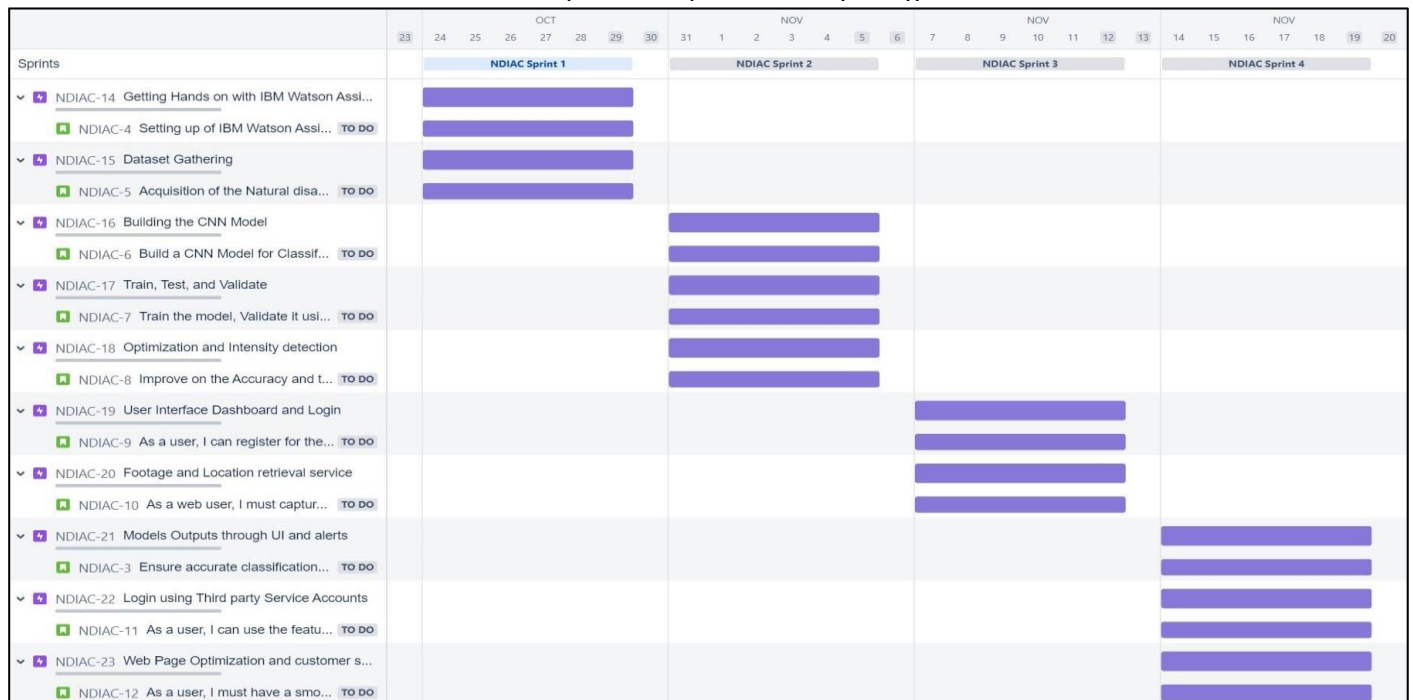 OCT NOV NOV NOV
23 24 25 26 27 28 29 30 31 1 2 3 4 5 6 7 8 9 10 11 12 13 14 15 16 17 18 19 20
Sprints NDIAC Sprint 1 NDIAC Sprint 2 NDIAC Sprint 3 NDIAC Sprint 4
NDIAC-14 Getting Hands on with IBM Watson Assi...
NDIAC-4 Setting up of IBM Watson Assi... TO DO
NDIAC-15 Dataset Gathering
NDIAC-5 Acquisition of the Natural disa... TO DO
NDIAC-16 Building the CNN Model
NDIAC-6 Build a CNN Model for Classif... TO DO
NDIAC-17 Train, Test, and Validate
NDIAC-7 Train the model, Validate it usi... TO DO
NDIAC-18 Optimization and Intensity detection
NDIAC-8 Improve on the Accuracy and t... TO DO
NDIAC-19 User Interface Dashboard and Login
NDIAC-9 As a user, I can register for the... TO DO
NDIAC-20 Footage and Location retrieval service
NDIAC-10 As a web user, I must captur... TO DO
NDIAC-21 Models Outputs through UI and alerts
NDIAC-3 Ensure accurate classification... TO DO
NDIAC-22 Login using Third party Service Accounts
NDIAC-11 As a user, I can use the featu... TO DO
NDIAC-23 Web Page Optimization and customer s...
NDIAC-12 As a user, I must have a smo... TO DO